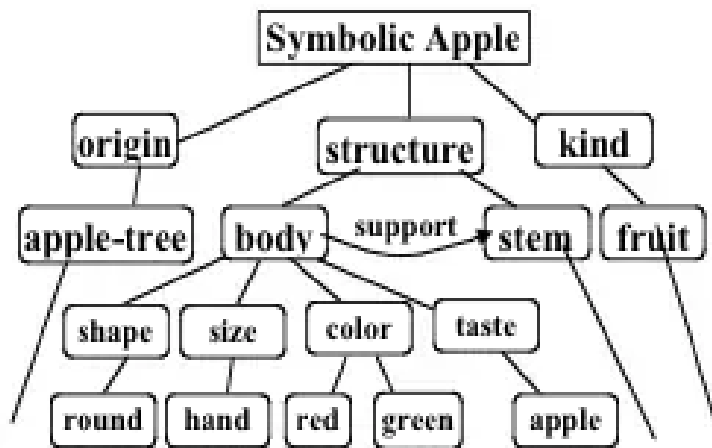 Symbolic Apple
origin
structure
kind
apple-tree
body
support
stem
fruit
shape
size
color
taste
round
hand
red
green
apple